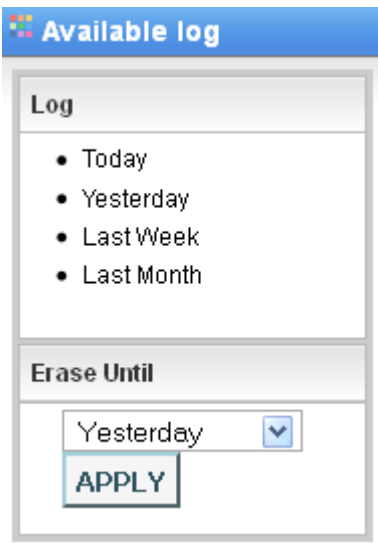 Available log
Log
Today
Yesterday
Last Week
Last Month
Erase Until
Yesterday
APPLY